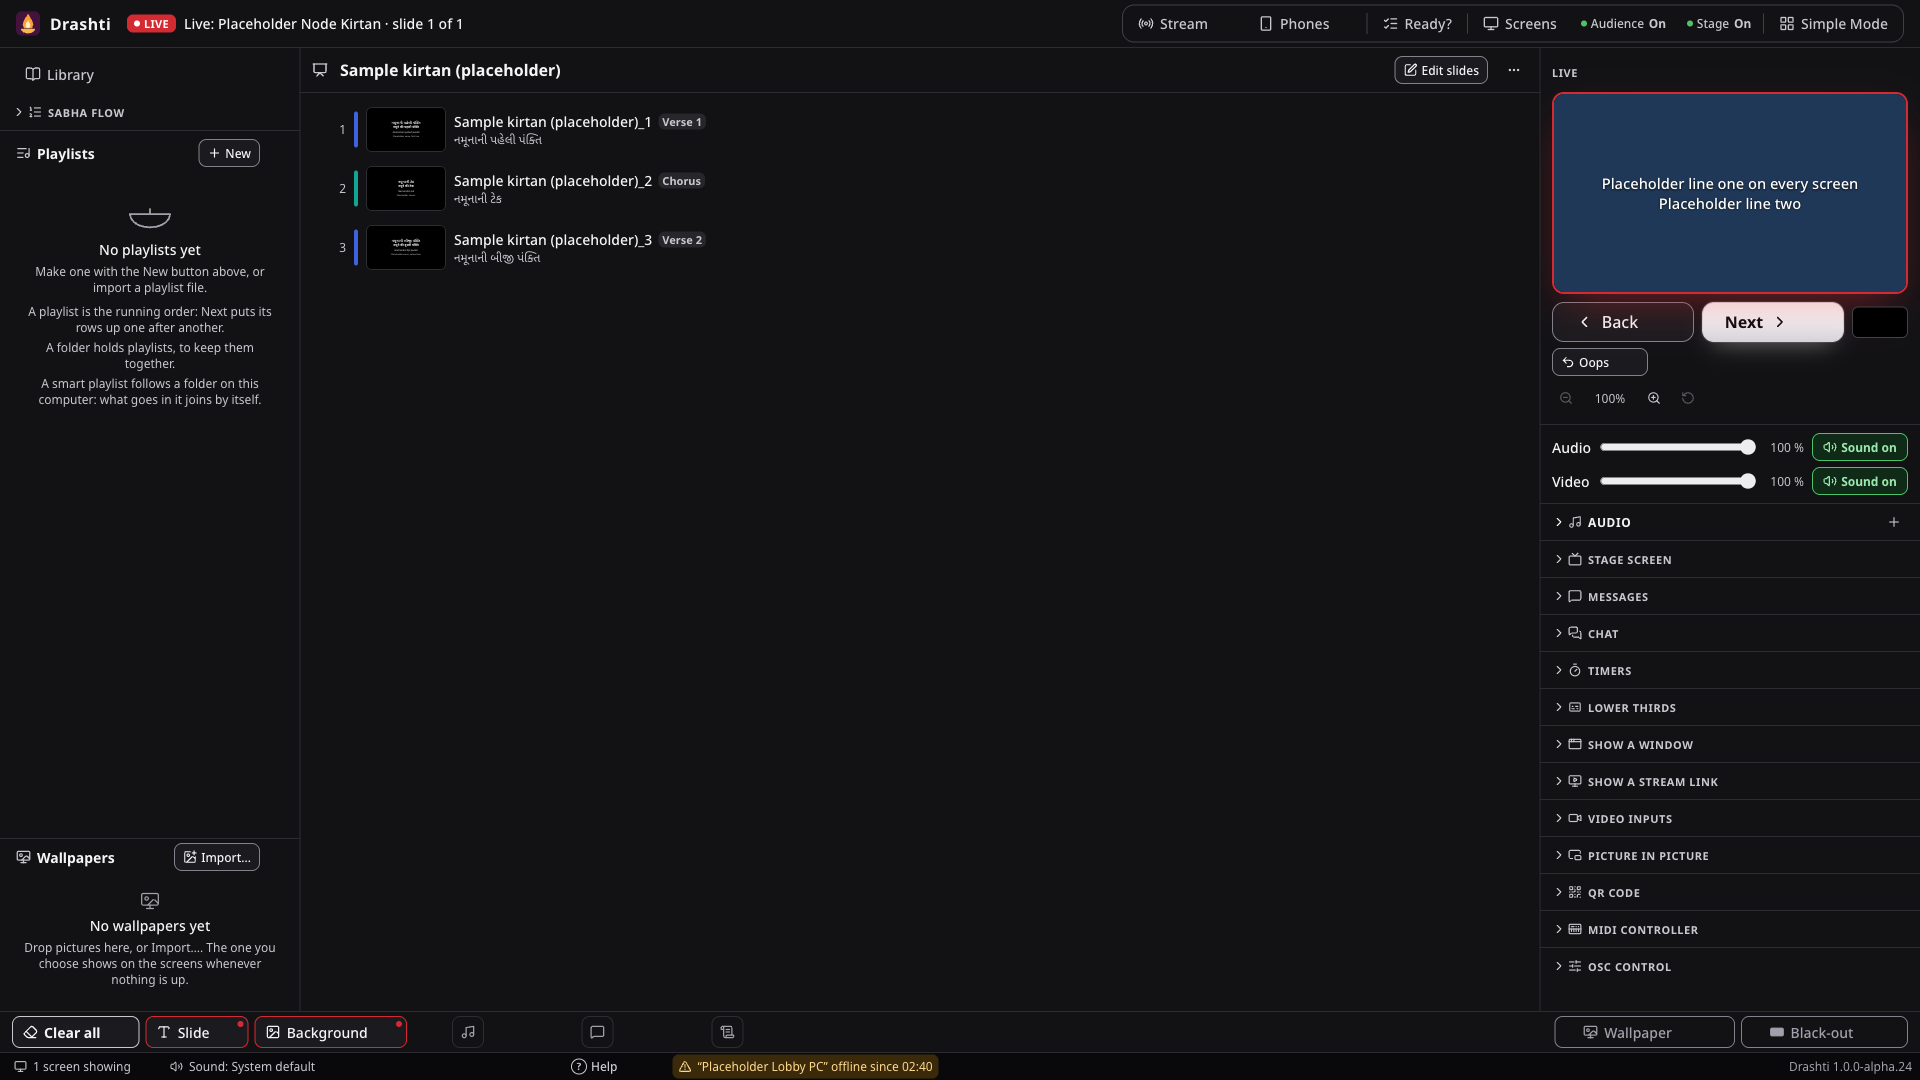 Drashti
LIVE
Live: Placeholder Node Kirtan · slide 1 of 1
Stream
Phones
Ready?
Screens
Audience On
Stage On
Simple Mode
Library
SABHA FLOW
Playlists
New
No playlists yet
Make one with the New button above, or
import a playlist file.
A playlist is the running order: Next puts its
rows up one after another.
A folder holds playlists, to keep them
together.
A smart playlist follows a folder on this
computer: what goes in it joins by itself.
Wallpapers
Import...
No wallpapers yet
Drop pictures here, or Import.... The one you
choose shows on the screens whenever
nothing is up.
Sample kirtan (placeholder)
Edit slides
1
Sample kirtan (placeholder)_1 Verse 1
નમૂનાની પહેલી પંક્તિ
2
Sample kirtan (placeholder)_2 Chorus
નમૂનાની ટેક
3
Sample kirtan (placeholder)_3 Verse 2
નમૂનાની બીજી પંક્તિ
LIVE
Placeholder line one on every screen
Placeholder line two
Back
Next
Oops
100%
Audio 100 % Sound on
Video 100 % Sound on
AUDIO
STAGE SCREEN
MESSAGES
CHAT
TIMERS
LOWER THIRDS
SHOW A WINDOW
SHOW A STREAM LINK
VIDEO INPUTS
PICTURE IN PICTURE
QR CODE
MIDI CONTROLLER
OSC CONTROL
Clear all
Slide
Background
Wallpaper
Black-out
1 screen showing
Sound: System default
Help
“Placeholder Lobby PC” offline since 02:40
Drashti 1.0.0-alpha.24